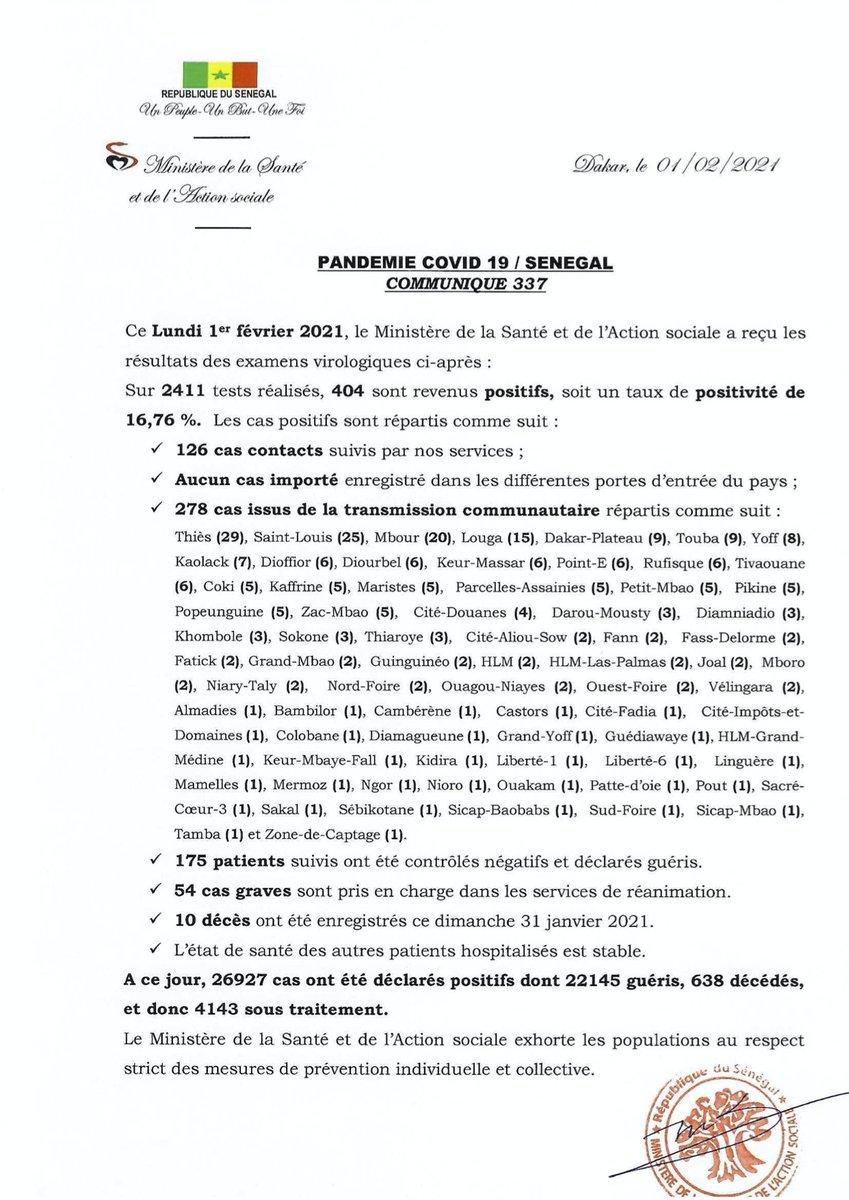 REPUBLIQUE DU SENEGAL
Un Peuple-Un But-Une Foi
Ministère de la Santé
et de l'Action sociale
Dakar, le 01/02/2021
PANDEMIE COVID 19 / SENEGAL
COMMUNIQUE 337
Ce Lundi 1er février 2021, le Ministère de la Santé et de l'Action sociale a reçu les
résultats des examens virologiques ci-après :
Sur 2411 tests réalisés, 404 sont revenus positifs, soit un taux de positivité de
16,76 %. Les cas positifs sont répartis comme suit :
✓ 126 cas contacts suivis par nos services ;
✓ Aucun cas importé enregistré dans les différentes portes d'entrée du pays ;
✓ 278 cas issus de la transmission communautaire répartis comme suit :
Thiès (29), Saint-Louis (25), Mbour (20), Louga (15), Dakar-Plateau (9), Touba (9), Yoff (8),
Kaolack (7), Dioffior (6), Diourbel (6), Keur-Massar (6), Point-E (6), Rufisque (6), Tivaouane
(6), Coki (5), Kaffrine (5), Maristes (5), Parcelles-Assainies (5), Petit-Mbao (5), Pikine (5),
Popeunguine (5), Zac-Mbao (5), Cité-Douanes (4), Darou-Mousty (3), Diamniadio (3),
Khombole (3), Sokone (3), Thiaroye (3), Cité-Aliou-Sow (2), Fann (2), Fass-Delorme (2),
Fatick (2), Grand-Mbao (2), Guinguinéo (2), HLM (2), HLM-Las-Palmas (2), Joal (2), Mboro
(2), Niary-Taly (2), Nord-Foire (2), Ouagou-Niayes (2), Ouest-Foire (2), Vélingara (2),
Almadies (1), Bambilor (1), Cambérène (1), Castors (1), Cité-Fadia (1), Cité-Impôts-et-
Domaines (1), Colobane (1), Diamagueune (1), Grand-Yoff (1), Guédiawaye (1), HLM-Grand-
Médine (1), Keur-Mbaye-Fall (1), Kidira (1), Liberté-1 (1), Liberté-6 (1), Linguère (1),
Mamelles (1), Mermoz (1), Ngor (1), Nioro (1), Ouakam (1), Patte-d'oie (1), Pout (1), Sacré-
Cœur-3 (1), Sakal (1), Sébikotane (1), Sicap-Baobabs (1), Sud-Foire (1), Sicap-Mbao (1),
Tamba (1) et Zone-de-Captage (1).
✓ 175 patients suivis ont été contrôlés négatifs et déclarés guéris.
✓ 54 cas graves sont pris en charge dans les services de réanimation.
✓ 10 décès ont été enregistrés ce dimanche 31 janvier 2021.
✓ L'état de santé des autres patients hospitalisés est stable.
A ce jour, 26927 cas ont été déclarés positifs dont 22145 guéris, 638 décédés,
et donc 4143 sous traitement.
Le Ministère de la Santé et de l'Action sociale exhorte les populations au respect
strict des mesures de prévention individuelle et collective.
République du Sénégal
MINISTÈRE DE DE L'ACTION SOCIALE